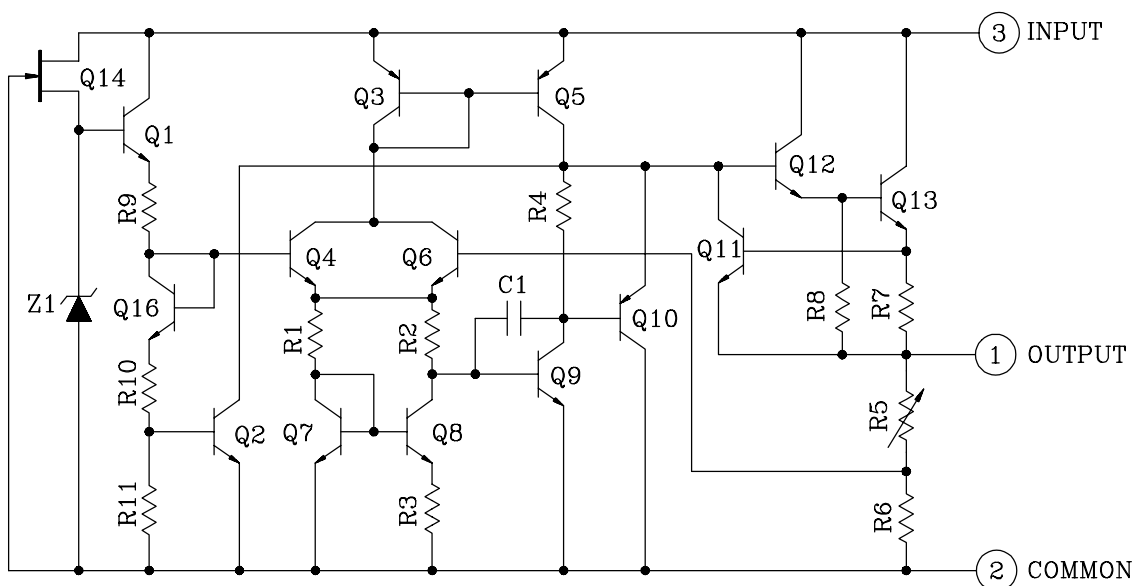 3 INPUT
Q14
Q3
Q5
Q1
Q12
Q13
R9
R4
Q11
Q4
Q6
C1
Z1
Q16
R1
R2
Q10
R8
R7
1 OUTPUT
R10
Q9
R5
Q2
Q7
Q8
R11
R3
R6
2 COMMON